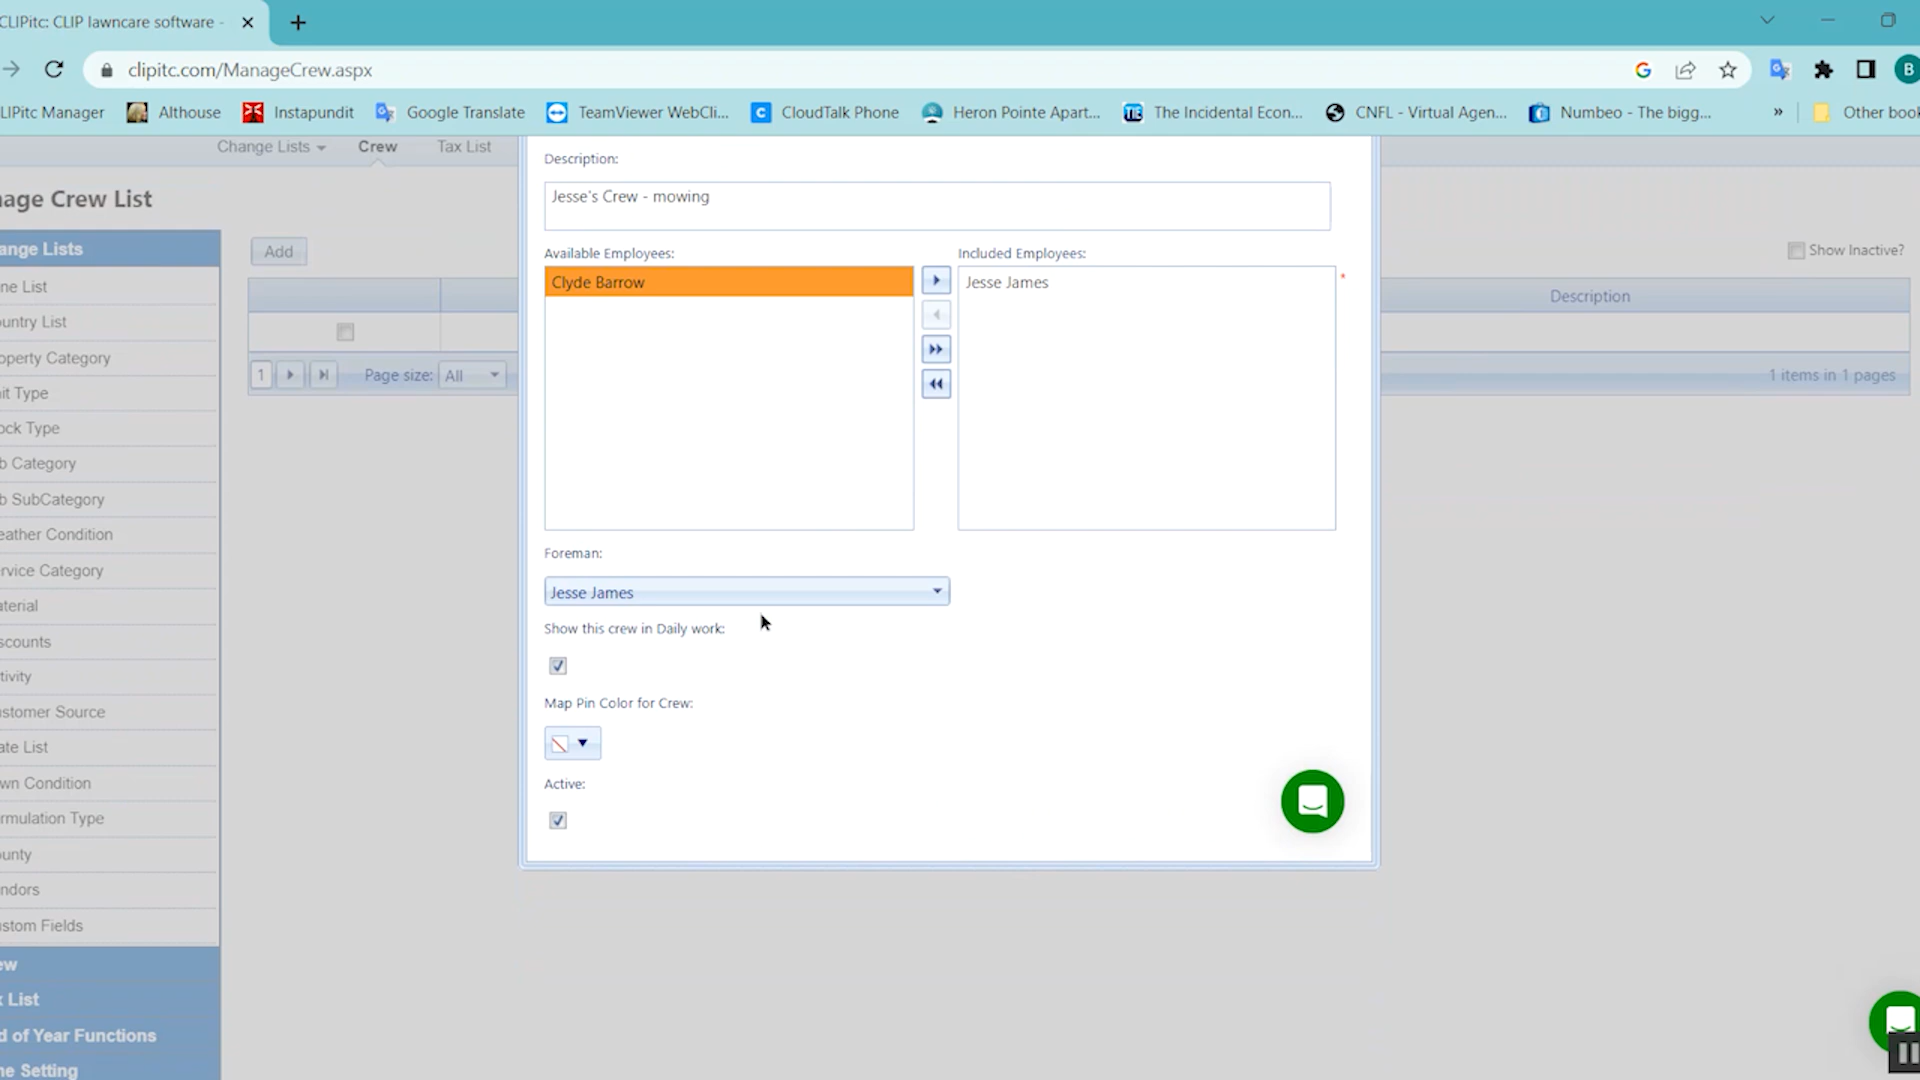 CLIPitc: CLIP lawncare software -
clipitc.com/ManageCrew.aspx
B
LIPitc Manager
Althouse
Instapundit
Google Translate
TeamViewer WebCli...
CloudTalk Phone
Heron Pointe Apart...
The Incidental Econ...
CNFL - Virtual Agen...
Numbeo - The bigg...
»
Other book
Change Lists
Crew
Tax List
nage Crew List
ange Lists
ne List
ountry List
operty Category
it Type
ock Type
b Category
b SubCategory
eather Condition
rvice Category
aterial
scounts
tivity
stomer Source
ate List
wn Condition
rmulation Type
unty
ndors
stom Fields
ew
x List
d of Year Functions
ne Setting
Add
Show Inactive?
Description
1
Page size:
All
1 items in 1 pages
Description:
Jesse's Crew - mowing
Available Employees:
Clyde Barrow
Included Employees:
Jesse James
*
Foreman:
Jesse James
Show this crew in Daily work:
Map Pin Color for Crew:
Active: